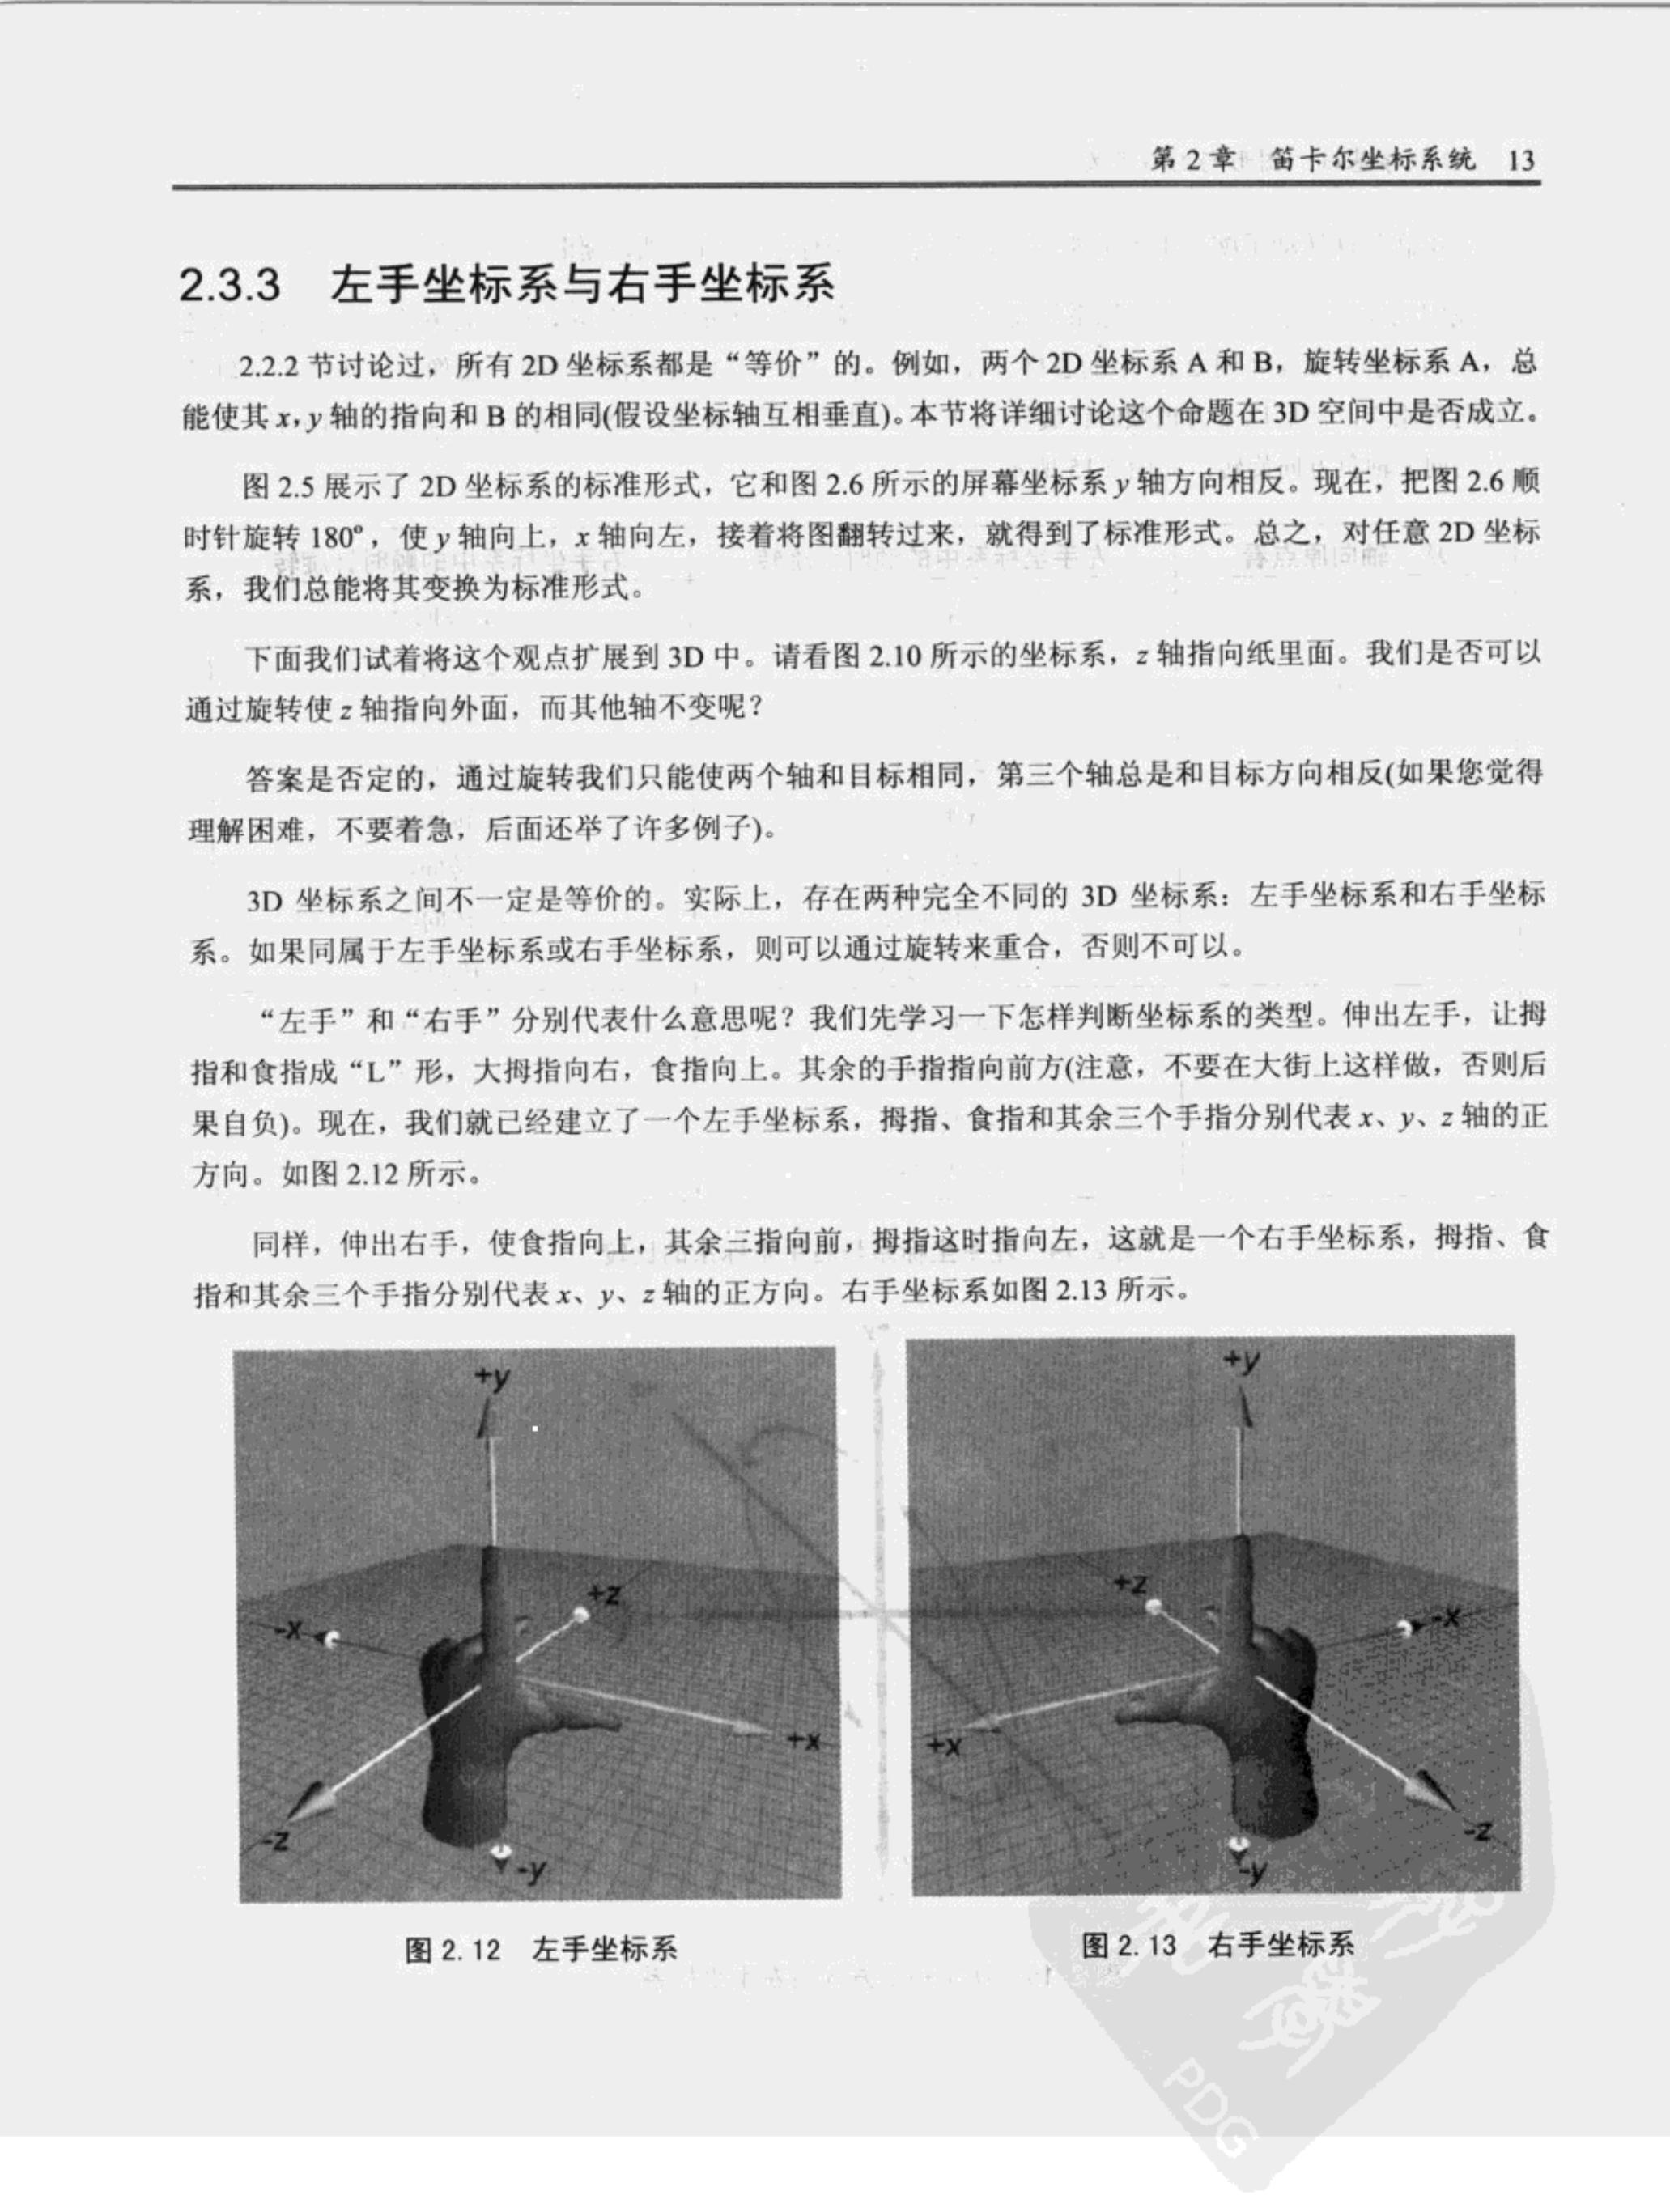 第 2 章 笛卡尔坐标系统 13
2.3.3 左手坐标系与右手坐标系
2.2.2 节讨论过，所有 2D 坐标系都是“等价”的。例如，两个 2D 坐标系 A 和 B，旋转坐标系 A，总
能使其 x, y 轴的指向和 B 的相同(假设坐标轴互相垂直)。本节将详细讨论这个命题在 3D 空间中是否成立。
图 2.5 展示了 2D 坐标系的标准形式，它和图 2.6 所示的屏幕坐标系 y 轴方向相反。现在，把图 2.6 顺
时针旋转 180°，使 y 轴向上，x 轴向左，接着将图翻转过来，就得到了标准形式。总之，对任意 2D 坐标
系，我们总能将其变换为标准形式。
下面我们试着将这个观点扩展到 3D 中。请看图 2.10 所示的坐标系，z 轴指向纸里面。我们是否可以
通过旋转使 z 轴指向外面，而其他轴不变呢？
答案是否定的，通过旋转我们只能使两个轴和目标相同，第三个轴总是和目标方向相反(如果您觉得
理解困难，不要着急，后面还举了许多例子)。
3D 坐标系之间不一定是等价的。实际上，存在两种完全不同的 3D 坐标系：左手坐标系和右手坐标
系。如果同属于左手坐标系或右手坐标系，则可以通过旋转来重合，否则不可以。
“左手”和“右手”分别代表什么意思呢？我们先学习一下怎样判断坐标系的类型。伸出左手，让拇
指和食指成“L”形，大拇指向右，食指向上。其余的手指指向前方(注意，不要在大街上这样做，否则后
果自负)。现在，我们就已经建立了一个左手坐标系，拇指、食指和其余三个手指分别代表 x、y、z 轴的正
方向。如图 2.12 所示。
同样，伸出右手，使食指向上，其余三指向前，拇指这时指向左，这就是一个右手坐标系，拇指、食
指和其余三个手指分别代表 x、y、z 轴的正方向。右手坐标系如图 2.13 所示。
+y
+z
-x
+x
-z
-y
+y
+z
-x
+x
-z
-y
图 2.12 左手坐标系
图 2.13 右手坐标系
PDG